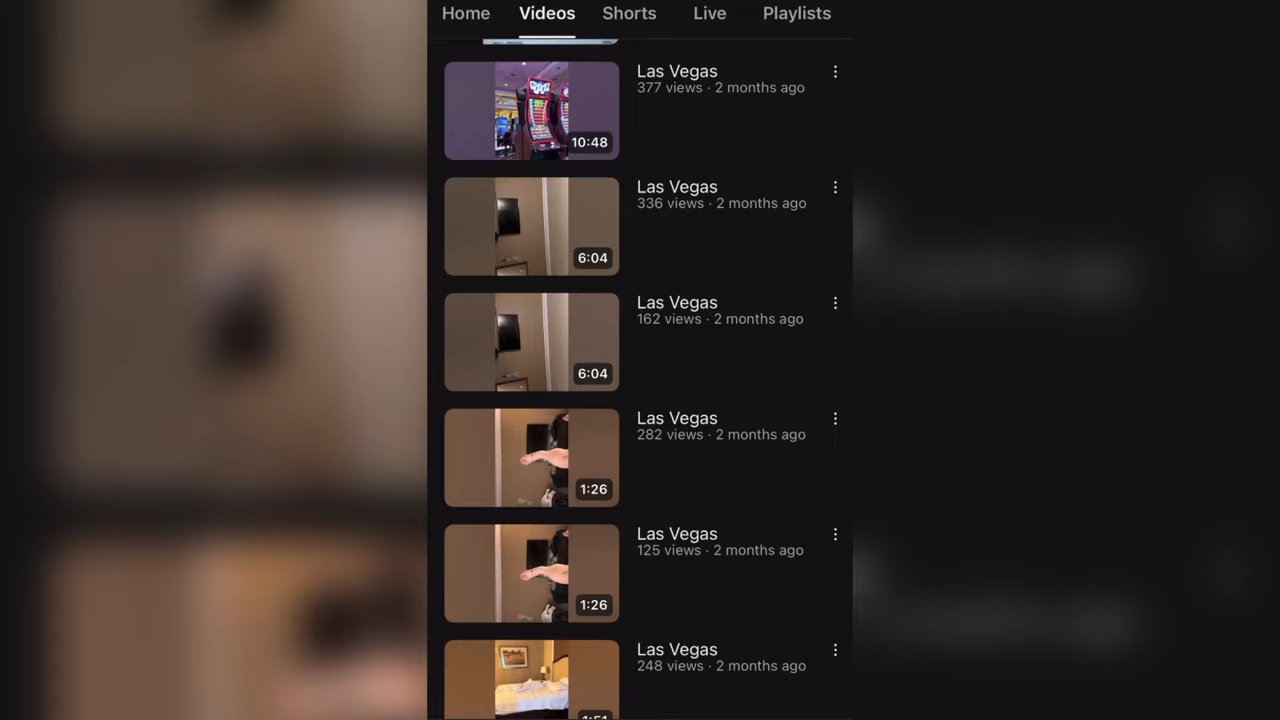 Home Videos Shorts Live Playlists
Las Vegas
377 views · 2 months ago
10:48
Las Vegas
336 views · 2 months ago
6:04
Las Vegas
162 views · 2 months ago
6:04
Las Vegas
282 views · 2 months ago
1:26
Las Vegas
125 views · 2 months ago
1:26
Las Vegas
248 views · 2 months ago
1:51